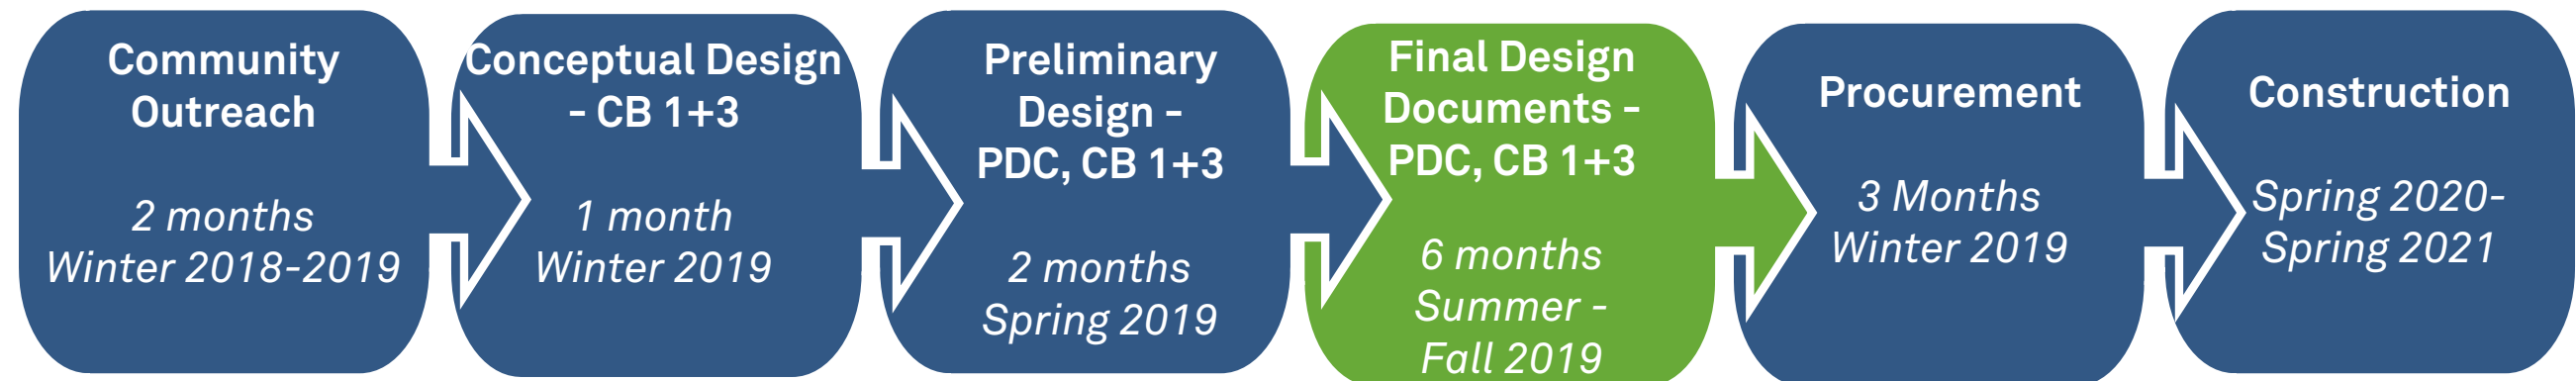 Community
Outreach
2 months
Winter 2018-2019
Conceptual Design
- CB 1+3
1 month
Winter 2019
Preliminary
Design -
PDC, CB 1+3
2 months
Spring 2019
Final Design
Documents -
PDC, CB 1+3
6 months
Summer -
Fall 2019
Procurement
3 Months
Winter 2019
Construction
Spring 2020-
Spring 2021